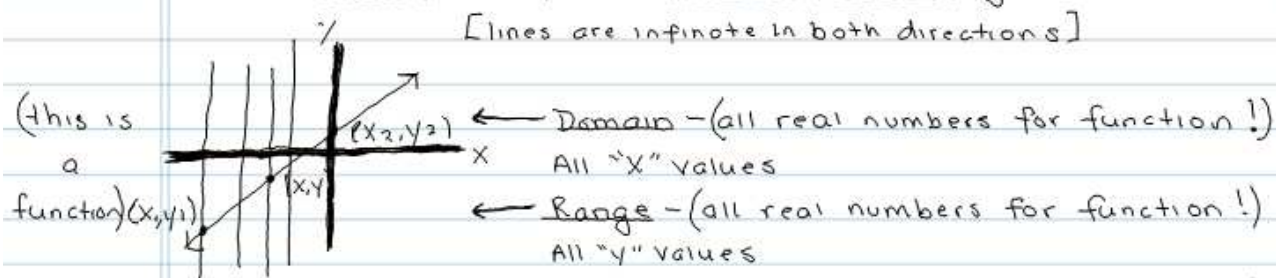 [lines are infinote in both directions]
y
(this is
a
function)
(x₂,y²)
x
(x,y
(x,y₁)
← Domain - (all real numbers for function!)
All "x" values
← Range - (all real numbers for function!)
All "y" values